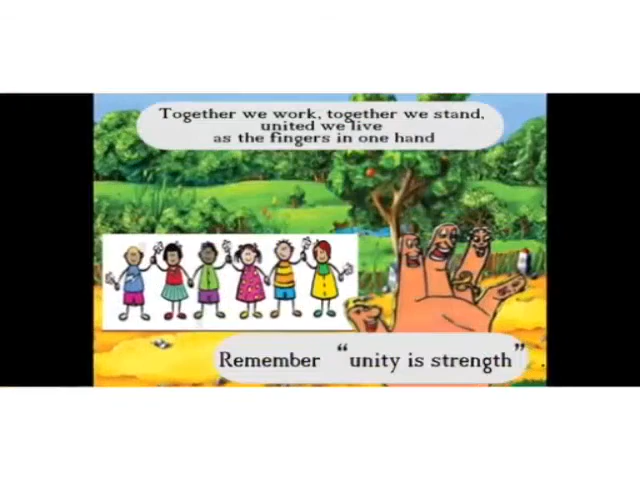 Together we work, together we stand,
united we live
as the fingers in one hand
Remember “unity is strength” .